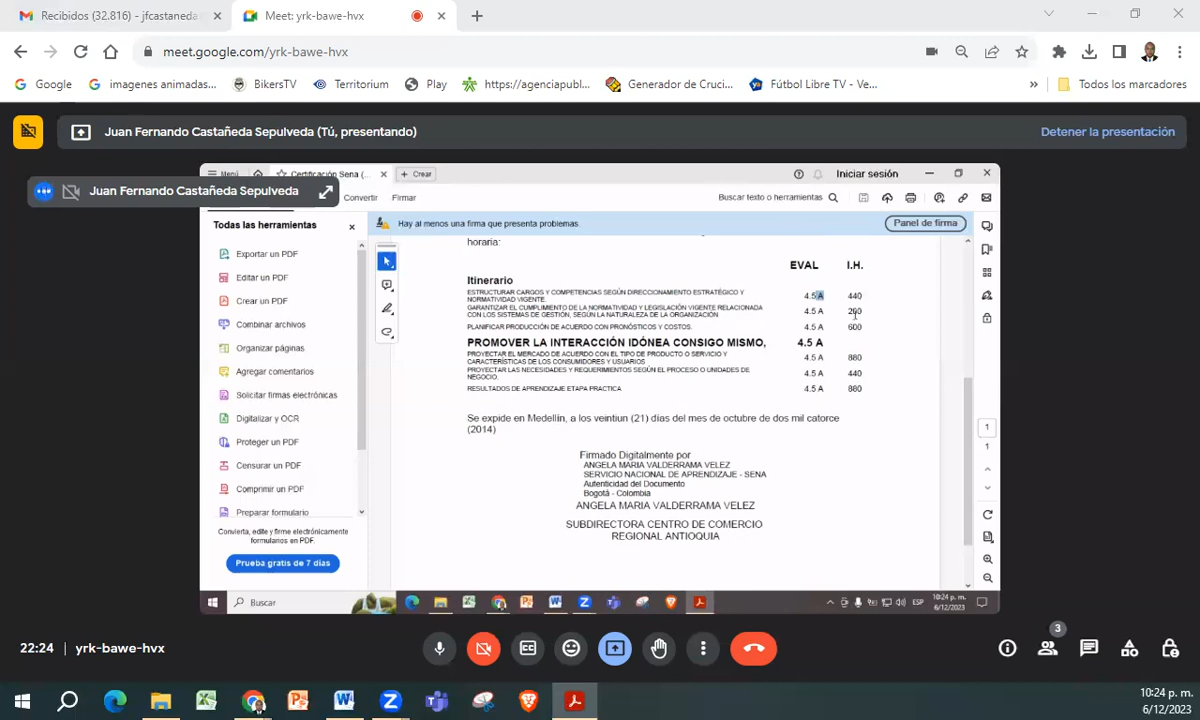 Recibidos (32.816) - jfcastaneda
Meet: yrk-bawe-hvx
meet.google.com/yrk-bawe-hvx
Google
imagenes animadas...
BikersTV
Territorium
Play
https://agenciapubl...
Generador de Cruci...
Fútbol Libre TV - Ve...
»
Todos los marcadores
Juan Fernando Castañeda Sepulveda (Tú, presentando)
Detener la presentación
Menú
Certificación Sena (...
+ Crear
Iniciar sesión
Juan Fernando Castañeda Sepulveda
Convertir
Firmar
Buscar texto o herramientas
Todas las herramientas
Hay al menos una firma que presenta problemas.
Panel de firma
Exportar un PDF
Editar un PDF
Crear un PDF
Combinar archivos
Organizar páginas
Agregar comentarios
Solicitar firmas electrónicas
Digitalizar y OCR
Proteger un PDF
Censurar un PDF
Comprimir un PDF
Preparar formulario
Convierta, edite y firme electrónicamente
formularios en PDF.
Prueba gratis de 7 días
horaria:
EVAL I.H.
Itinerario
ESTRUCTURAR CARGOS Y COMPETENCIAS SEGÚN DIRECCIONAMIENTO ESTRATÉGICO Y
NORMATIVIDAD VIGENTE. 4.5 A 440
GARANTIZAR EL CUMPLIMIENTO DE LA NORMATIVIDAD Y LEGISLACIÓN VIGENTE RELACIONADA
CON LOS SISTEMAS DE GESTIÓN, SEGÚN LA NATURALEZA DE LA ORGANIZACIÓN 4.5 A
PLANIFICAR PRODUCCIÓN DE ACUERDO CON PRONÓSTICOS Y COSTOS. 4.5 A 600
PROMOVER LA INTERACCIÓN IDÓNEA CONSIGO MISMO, 4.5 A
PROYECTAR EL MERCADO DE ACUERDO CON EL TIPO DE PRODUCTO O SERVICIO Y
CARACTERÍSTICAS DE LOS CONSUMIDORES Y USUARIOS 4.5 A 880
PROYECTAR LAS NECESIDADES Y REQUERIMIENTOS SEGÚN EL PROCESO O UNIDADES DE
NEGOCIO. 4.5 A 440
RESULTADOS DE APRENDIZAJE ETAPA PRACTICA 4.5 A 880
Se expide en Medellín, a los veintiun (21) días del mes de octubre de dos mil catorce
(2014)
Firmado Digitalmente por
ANGELA MARIA VALDERRAMA VELEZ
SERVICIO NACIONAL DE APRENDIZAJE - SENA
Autenticidad del Documento
Bogotá - Colombia
ANGELA MARIA VALDERRAMA VELEZ
SUBDIRECTORA CENTRO DE COMERCIO
REGIONAL ANTIOQUIA
1
1
Buscar
ESP
10:24 p. m.
6/12/2023
22:24 | yrk-bawe-hvx
3
10:24 p. m.
6/12/2023